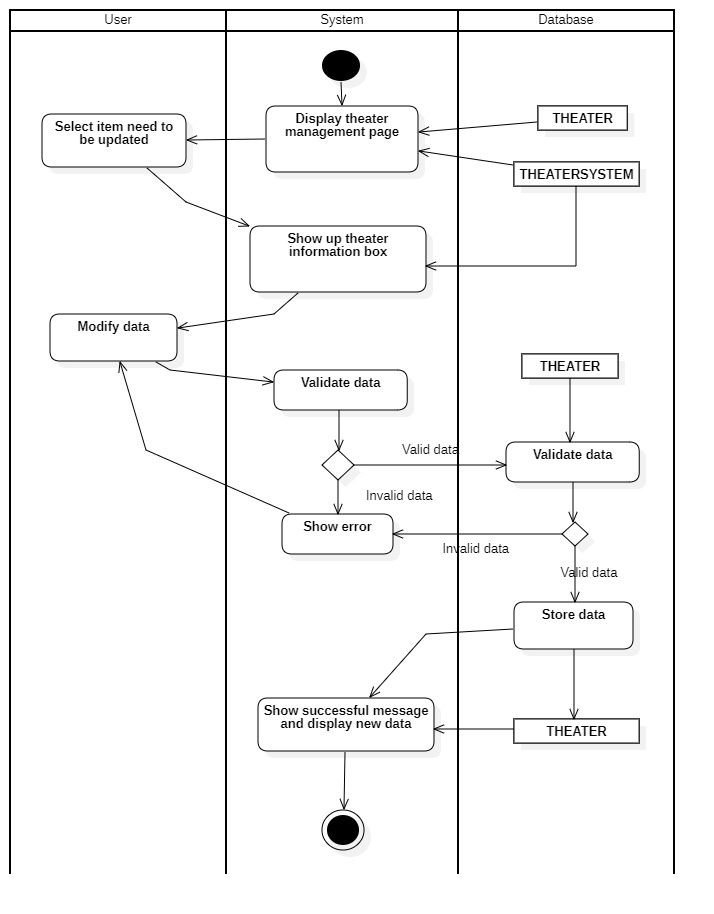 User
System
Database
Display theater
management page
THEATER
Select item need to
be updated
THEATERSYSTEM
Show up theater
information box
Modify data
THEATER
Validate data
Valid data
Validate data
Invalid data
Show error
Invalid data
Valid data
Store data
Show successful message
and display new data
THEATER